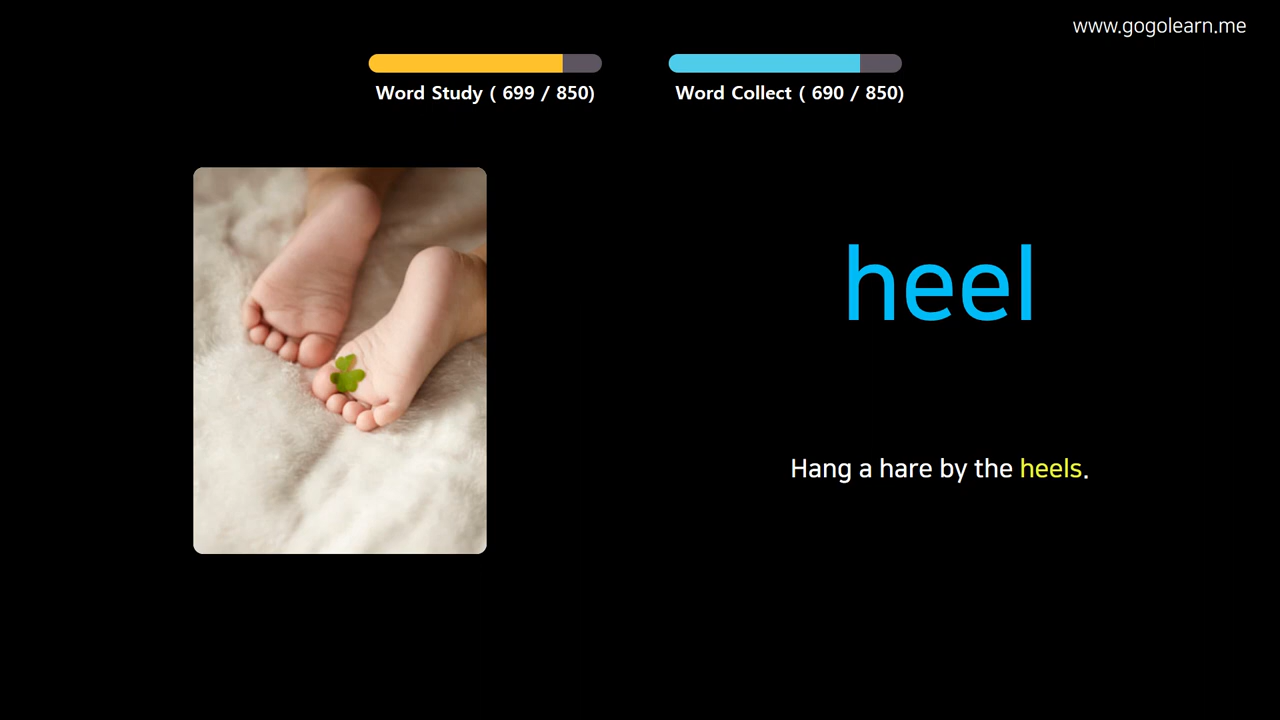 www.gogolearn.me
Word Study ( 699 / 850)
Word Collect ( 690 / 850)
heel
Hang a hare by the heels.